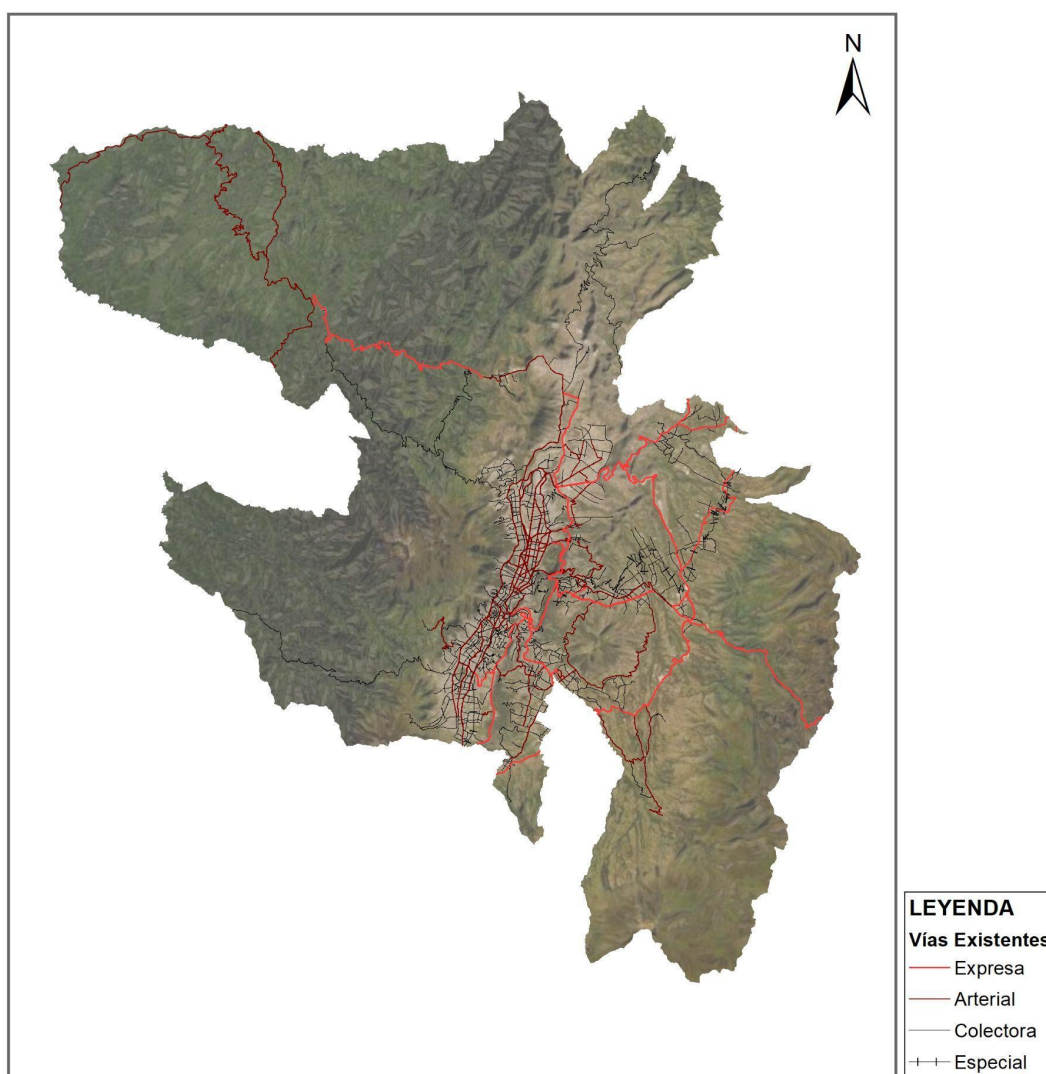 N
LEYENDA
Vías Existentes
Expresa
Arterial
Colectora
Especial